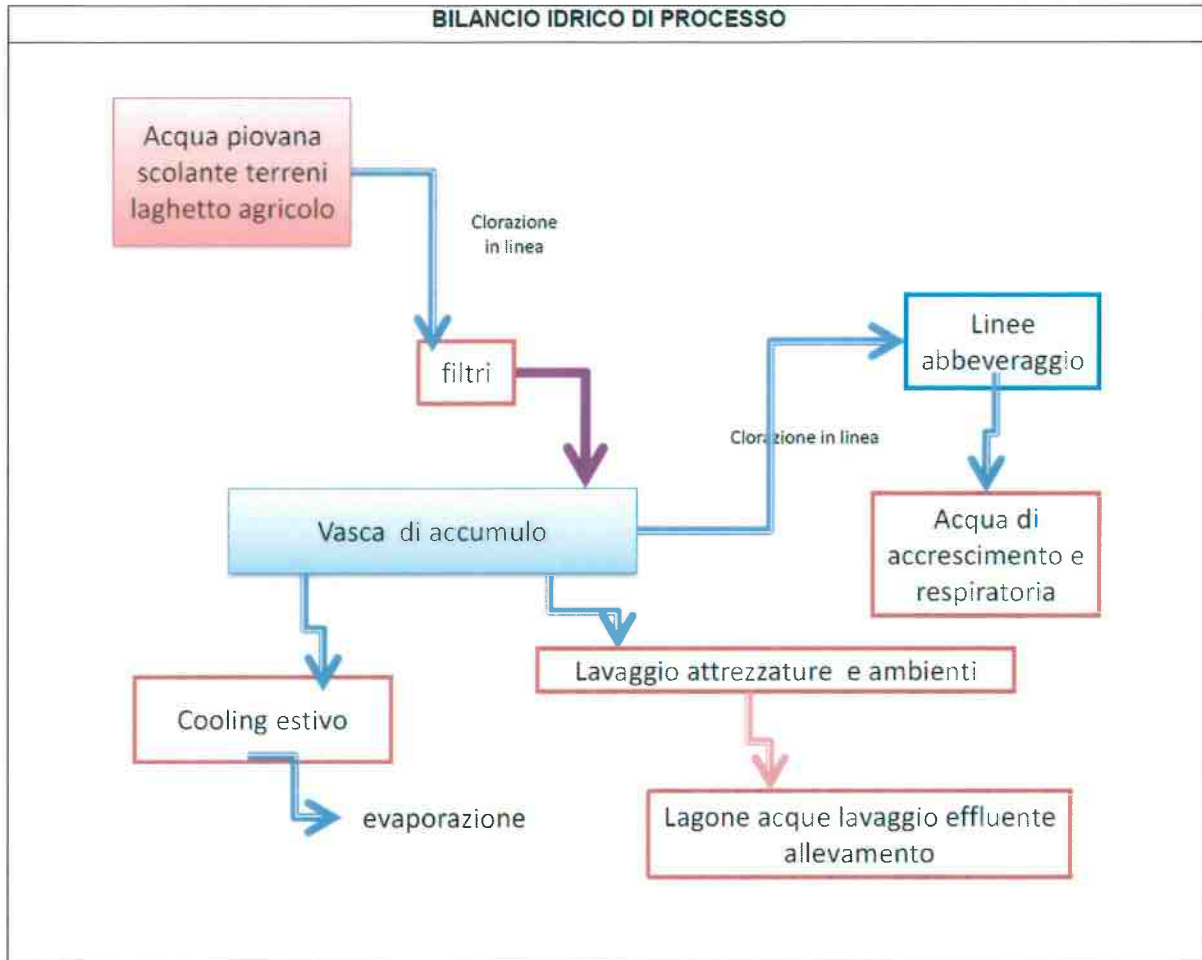 BILANCIO IDRICO DI PROCESSO
Acqua piovana
scolante terreni
laghetto agricolo
Clorazione
in linea
filtri
Linee
abbeveraggio
Clorazione in linea
Vasca di accumulo
Acqua di
accrescimento e
respiratoria
Lavaggio attrezzature e ambienti
Cooling estivo
evaporazione
Lagone acque lavaggio effluente
allevamento